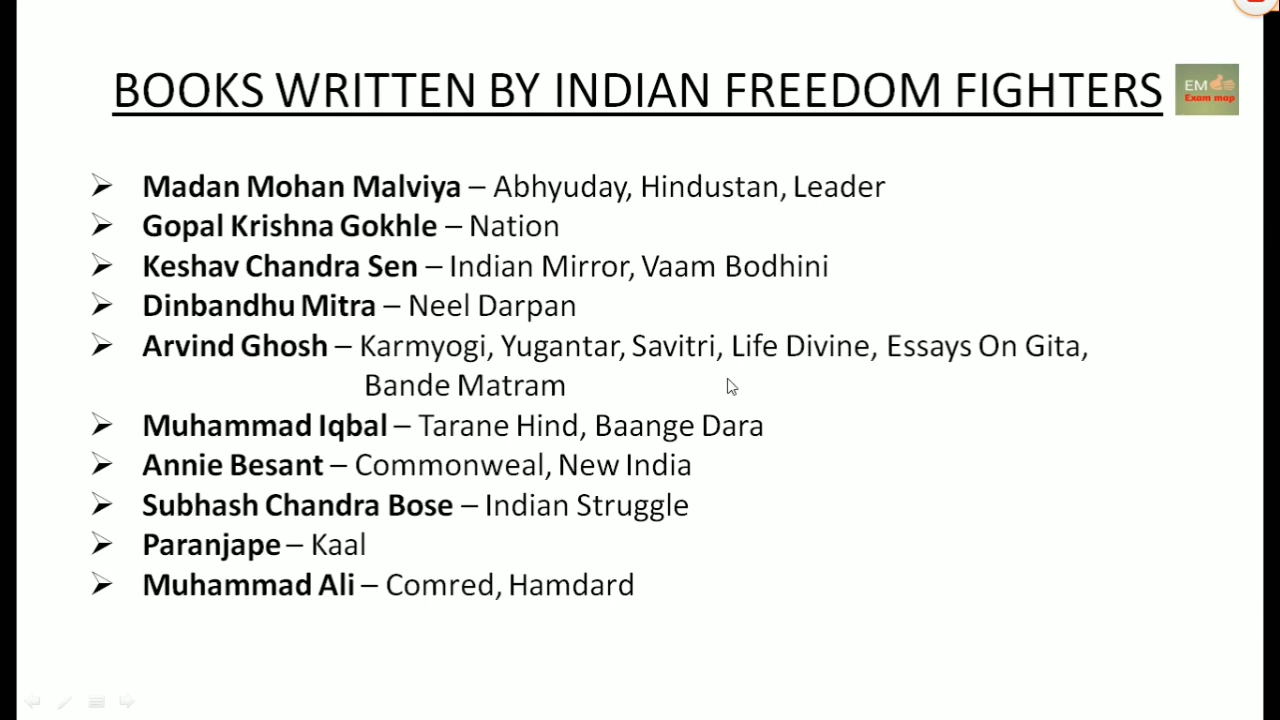 BOOKS WRITTEN BY INDIAN FREEDOM FIGHTERS
EM
Exam map
Madan Mohan Malviya – Abhyuday, Hindustan, Leader
Gopal Krishna Gokhle – Nation
Keshav Chandra Sen – Indian Mirror, Vaam Bodhini
Dinbandhu Mitra – Neel Darpan
Arvind Ghosh – Karmyogi, Yugantar, Savitri, Life Divine, Essays On Gita,
Bande Matram
Muhammad Iqbal – Tarane Hind, Baange Dara
Annie Besant – Commonweal, New India
Subhash Chandra Bose – Indian Struggle
Paranjape – Kaal
Muhammad Ali – Comred, Hamdard